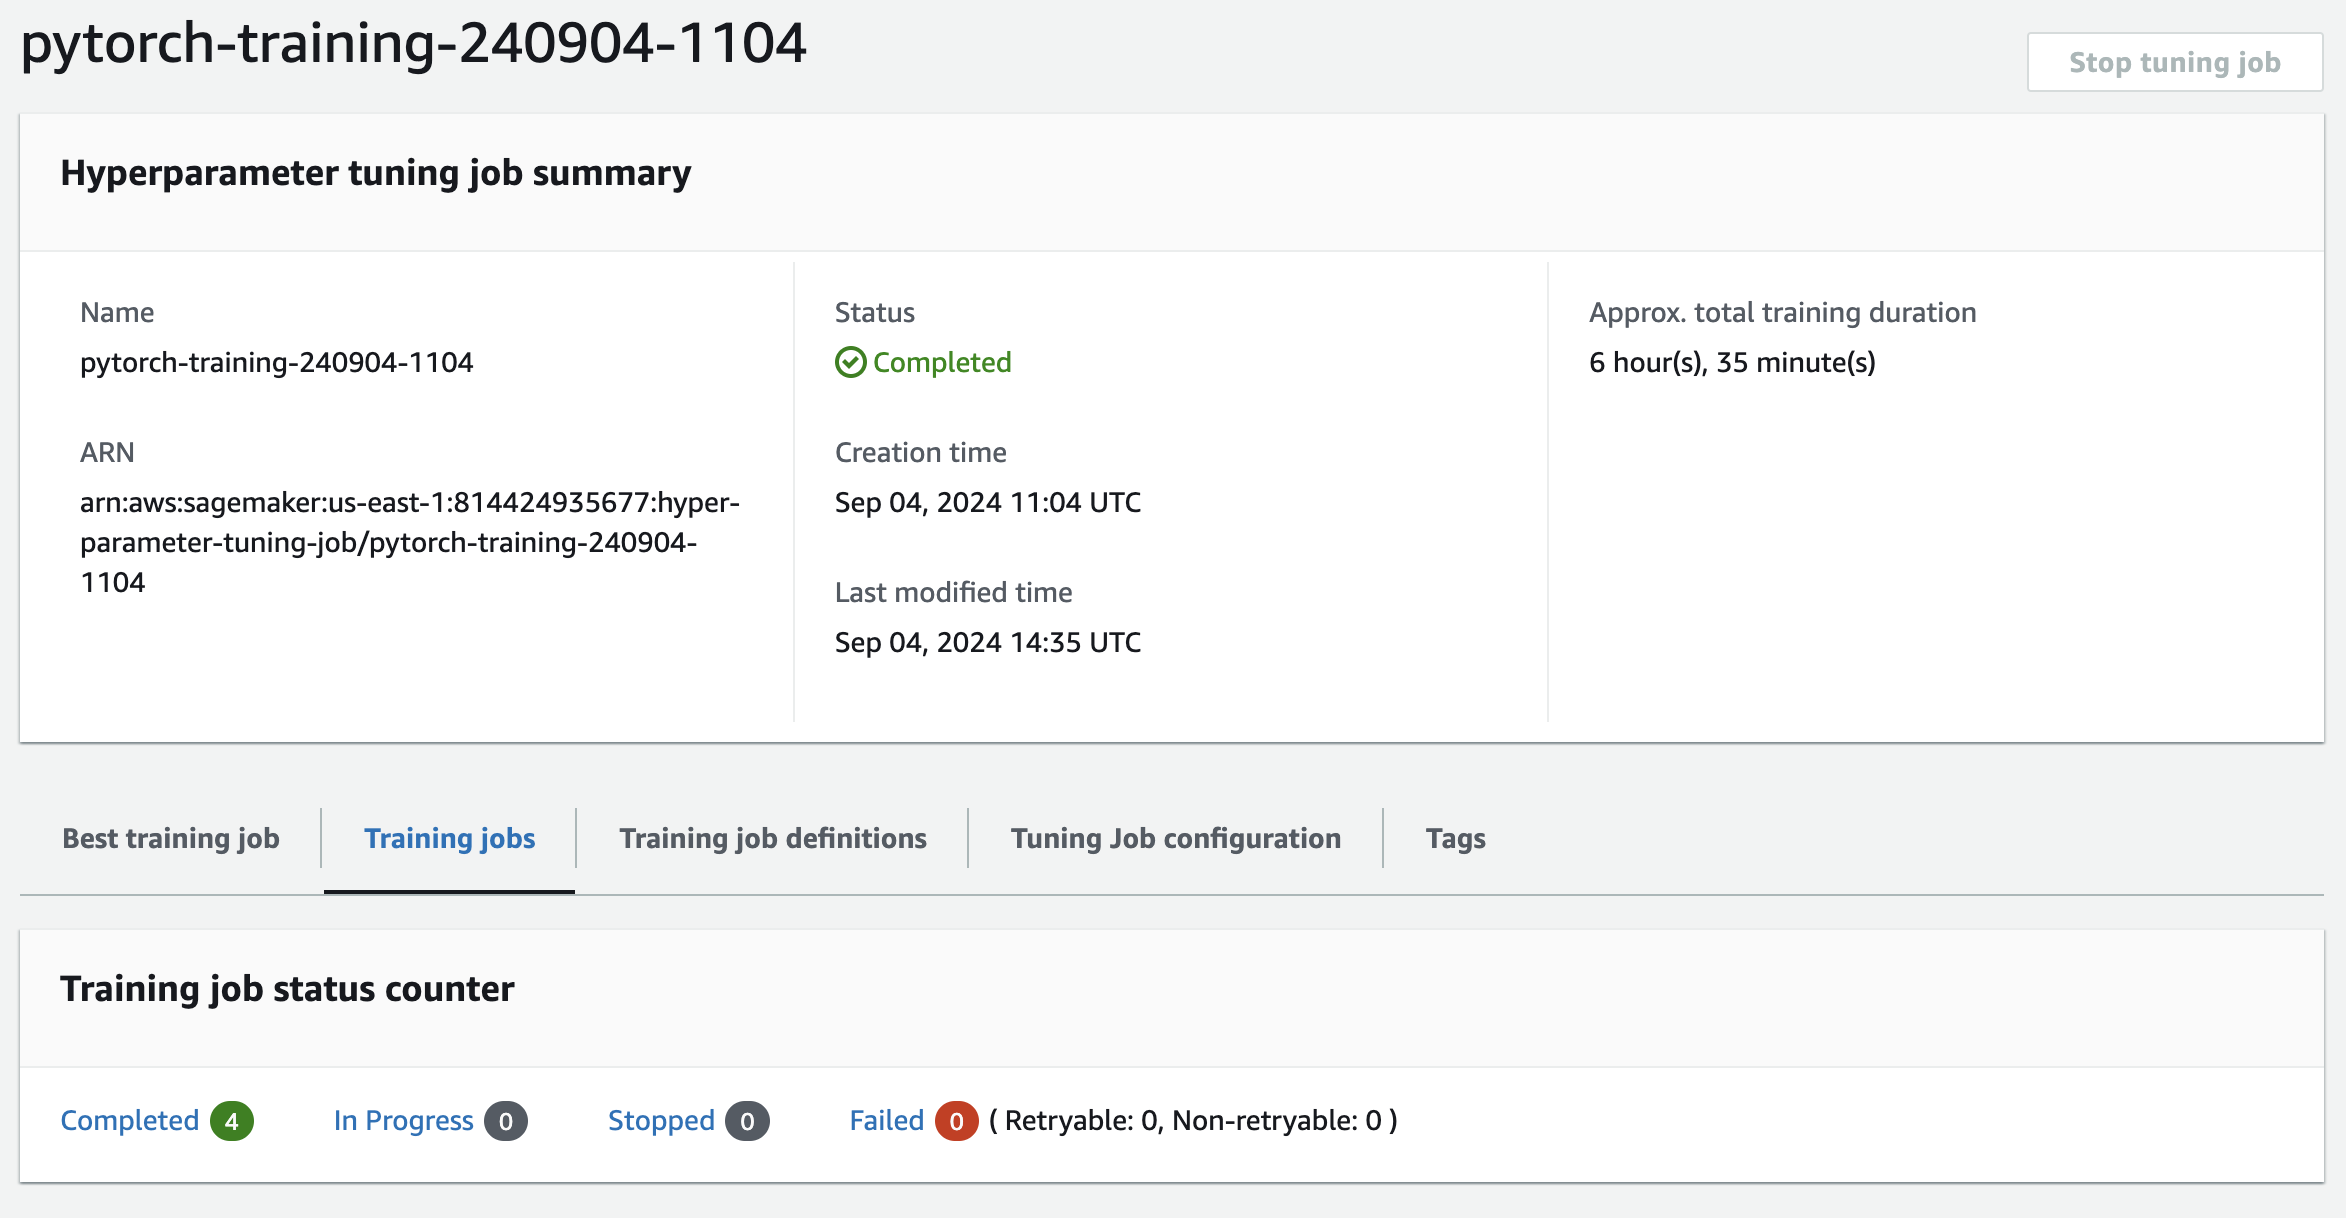 pytorch-training-240904-1104
Stop tuning job
Hyperparameter tuning job summary
Name
pytorch-training-240904-1104
ARN
arn:aws:sagemaker:us-east-1:814424935677:hyper-
parameter-tuning-job/pytorch-training-240904-
1104
Status
Completed
Creation time
Sep 04, 2024 11:04 UTC
Last modified time
Sep 04, 2024 14:35 UTC
Approx. total training duration
6 hour(s), 35 minute(s)
Best training job
Training jobs
Training job definitions
Tuning Job configuration
Tags
Training job status counter
Completed 4 In Progress 0 Stopped 0 Failed 0 ( Retryable: 0, Non-retryable: 0 )